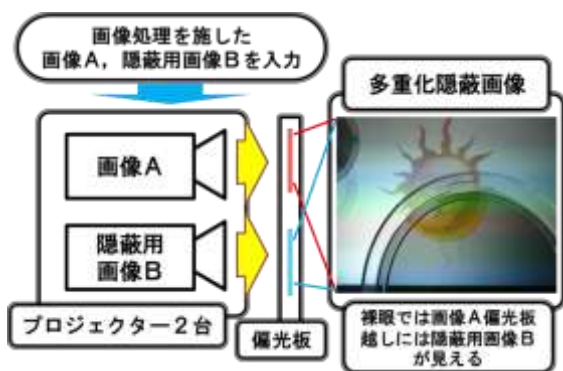 画像処理を施した
画像A，隠蔽用画像Bを入力
多重化隠蔽画像
画像A
隠蔽用
画像B
プロジェクター２台
偏光板
裸眼では画像A偏光板
越しには隠蔽用画像B
が見える